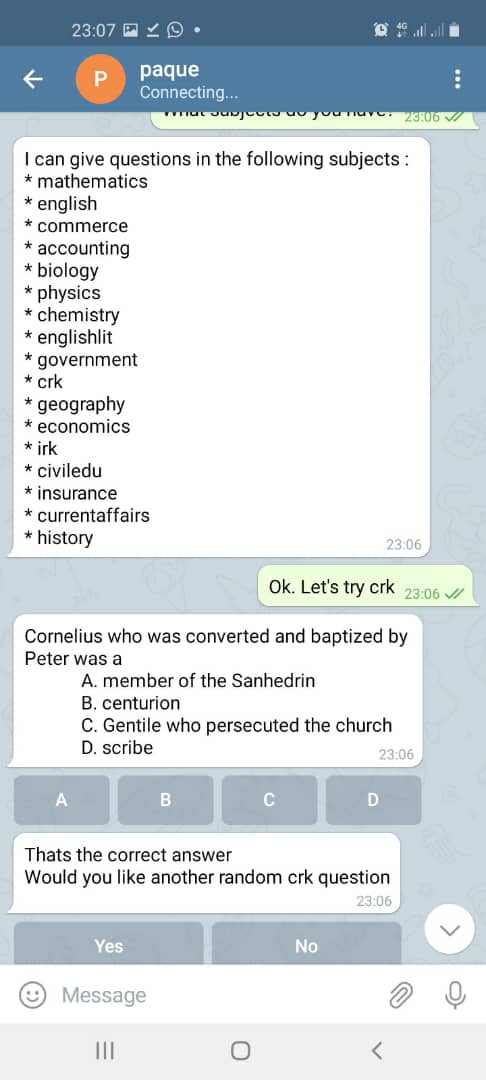 23:07
4G
P
paque
Connecting...
What subjects do you have? 23:06
I can give questions in the following subjects :
* mathematics
* english
* commerce
* accounting
* biology
* physics
* chemistry
* englishlit
* government
* crk
* geography
* economics
* irk
* civiledu
* insurance
* currentaffairs
* history
23:06
Ok. Let's try crk 23:06
Cornelius who was converted and baptized by
Peter was a
A. member of the Sanhedrin
B. centurion
C. Gentile who persecuted the church
D. scribe
23:06
A B C D
Thats the correct answer
Would you like another random crk question
23:06
Yes No
Message